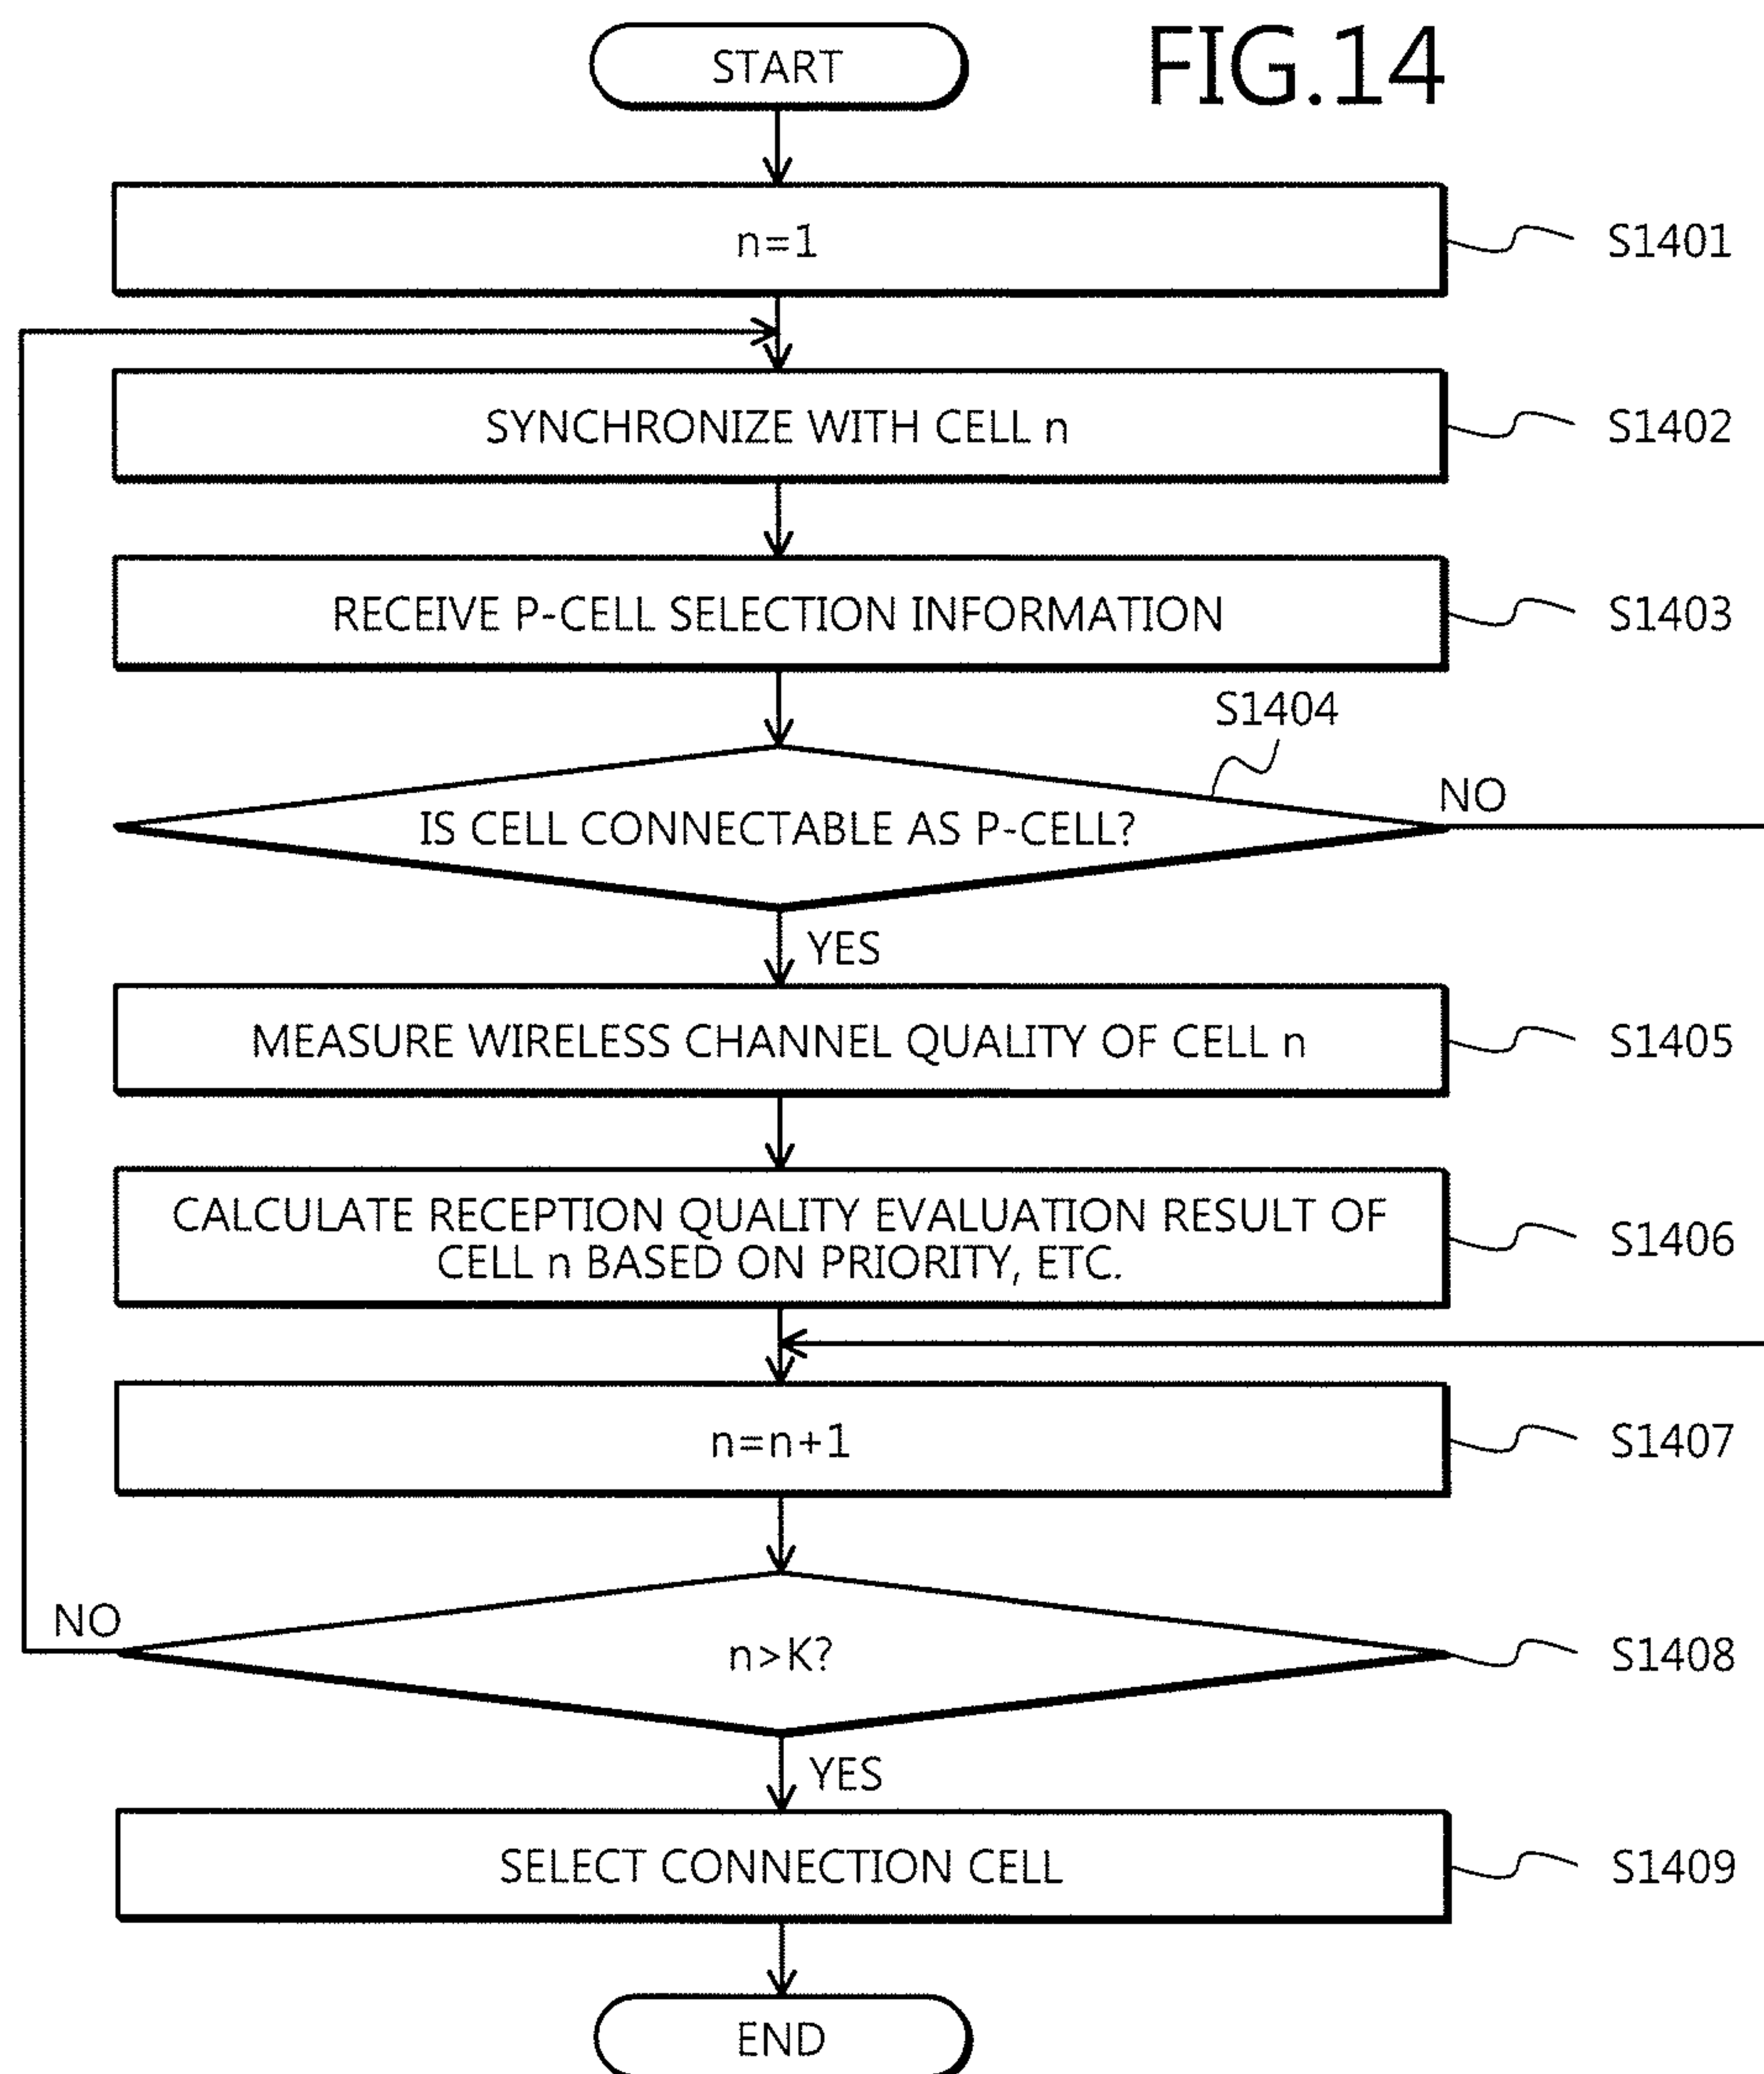 FIG.14
START
n=1
S1401
SYNCHRONIZE WITH CELL n
S1402
RECEIVE P-CELL SELECTION INFORMATION
S1403
S1404
IS CELL CONNECTABLE AS P-CELL?
NO
YES
MEASURE WIRELESS CHANNEL QUALITY OF CELL n
S1405
CALCULATE RECEPTION QUALITY EVALUATION RESULT OF
CELL n BASED ON PRIORITY, ETC.
S1406
n=n+1
S1407
NO
n>K?
S1408
YES
SELECT CONNECTION CELL
S1409
END